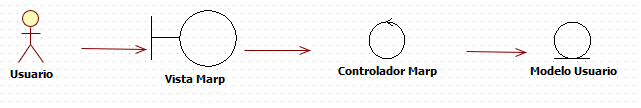 Usuario
Vista Marp
Controlador Marp
Modelo Usuario